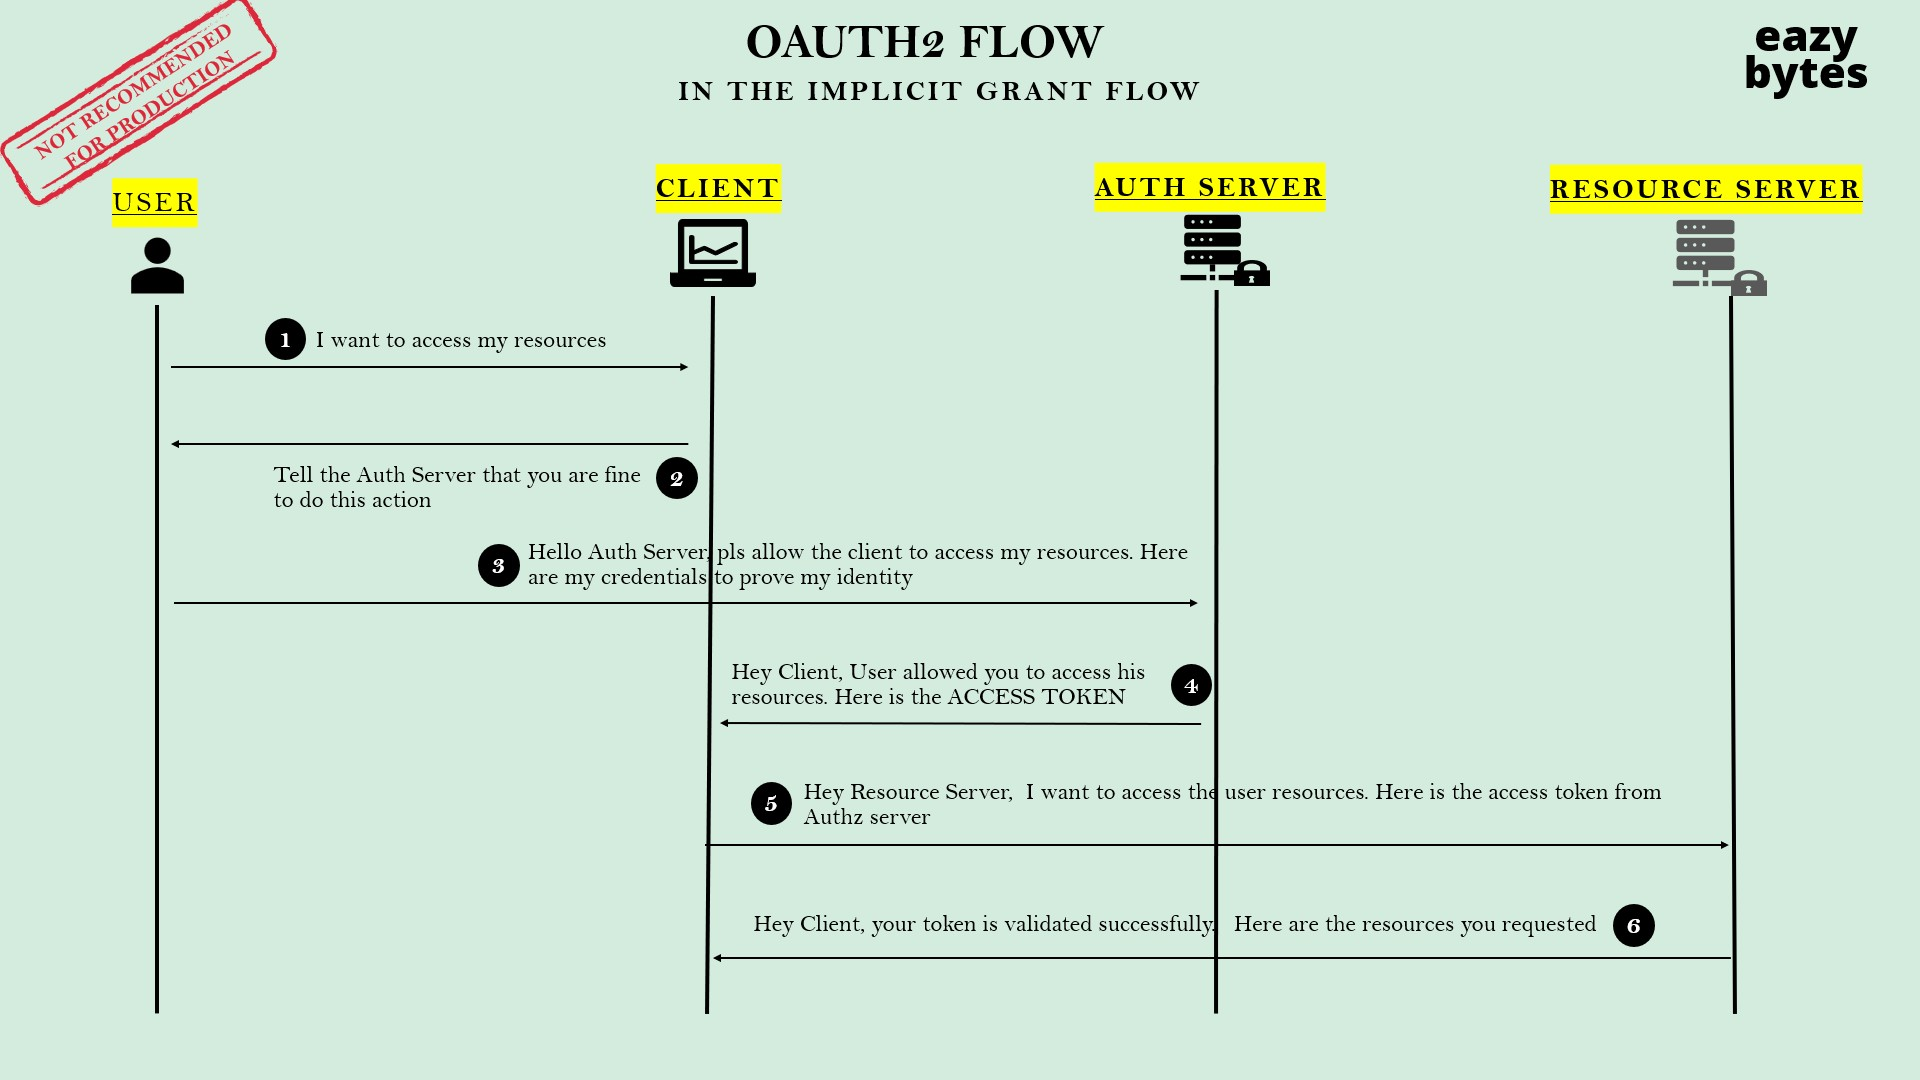 OAUTH2 FLOW
IN THE IMPLICIT GRANT FLOW
eazy
bytes
NOT RECOMMENDED
FOR PRODUCTION
USER
CLIENT
AUTH SERVER
RESOURCE SERVER
1 I want to access my resources
Tell the Auth Server that you are fine 2
to do this action
3 Hello Auth Server, pls allow the client to access my resources. Here
are my credentials to prove my identity
Hey Client, User allowed you to access his 4
resources. Here is the ACCESS TOKEN
5 Hey Resource Server, I want to access the user resources. Here is the access token from
Authz server
Hey Client, your token is validated successfully. Here are the resources you requested 6